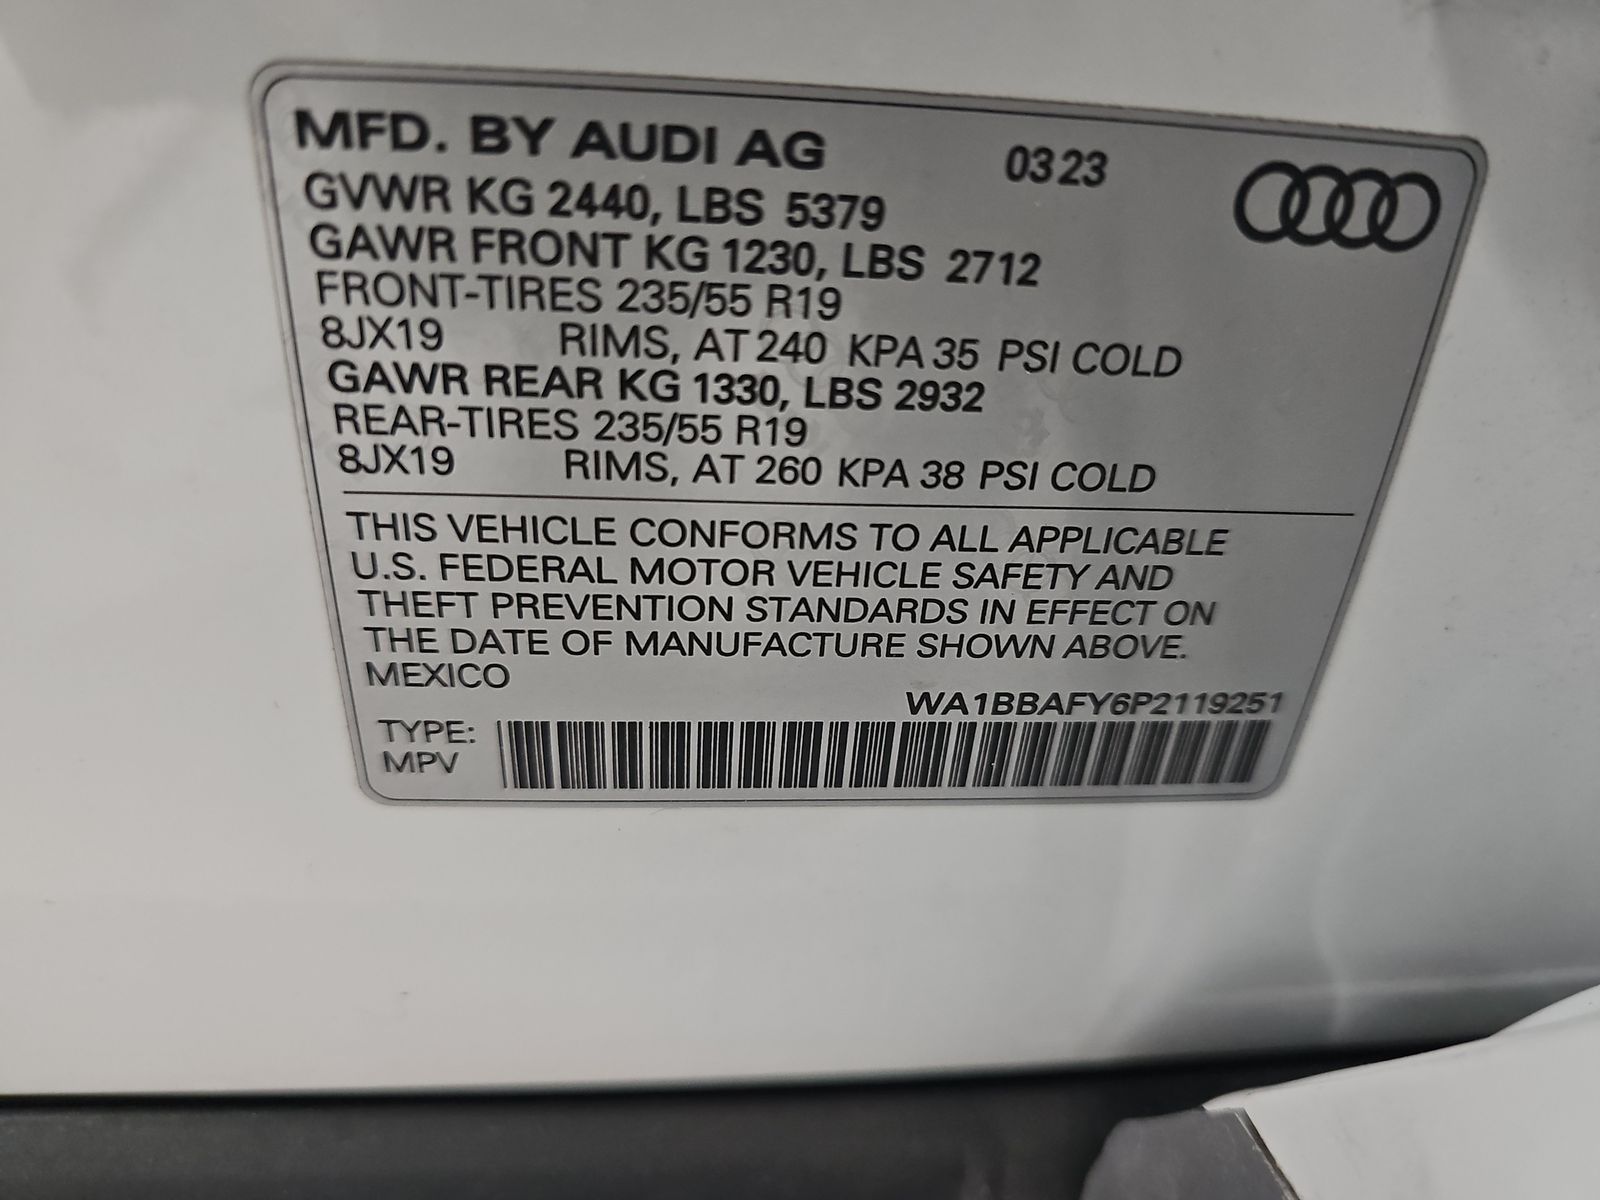 MFD. BY AUDI AG 03 23
GVWR KG 2440, LBS 5379
GAWR FRONT KG 1230, LBS 2712
FRONT-TIRES 235/55 R19
8JX19 RIMS, AT 240 KPA 35 PSI COLD
GAWR REAR KG 1330, LBS 2932
REAR-TIRES 235/55 R19
8JX19 RIMS, AT 260 KPA 38 PSI COLD
THIS VEHICLE CONFORMS TO ALL APPLICABLE
U.S. FEDERAL MOTOR VEHICLE SAFETY AND
THEFT PREVENTION STANDARDS IN EFFECT ON
THE DATE OF MANUFACTURE SHOWN ABOVE.
MEXICO
WA1BBAFY6P2119251
TYPE:
MPV